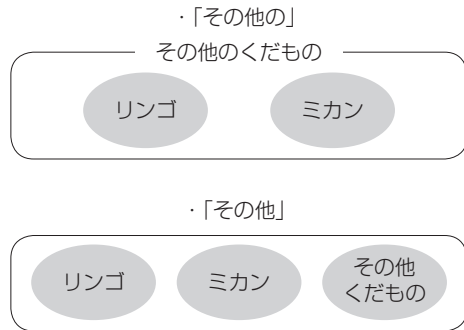 ・「その他の」
その他のくだもの
リンゴ
ミカン
・「その他」
リンゴ
ミカン
その他
くだもの